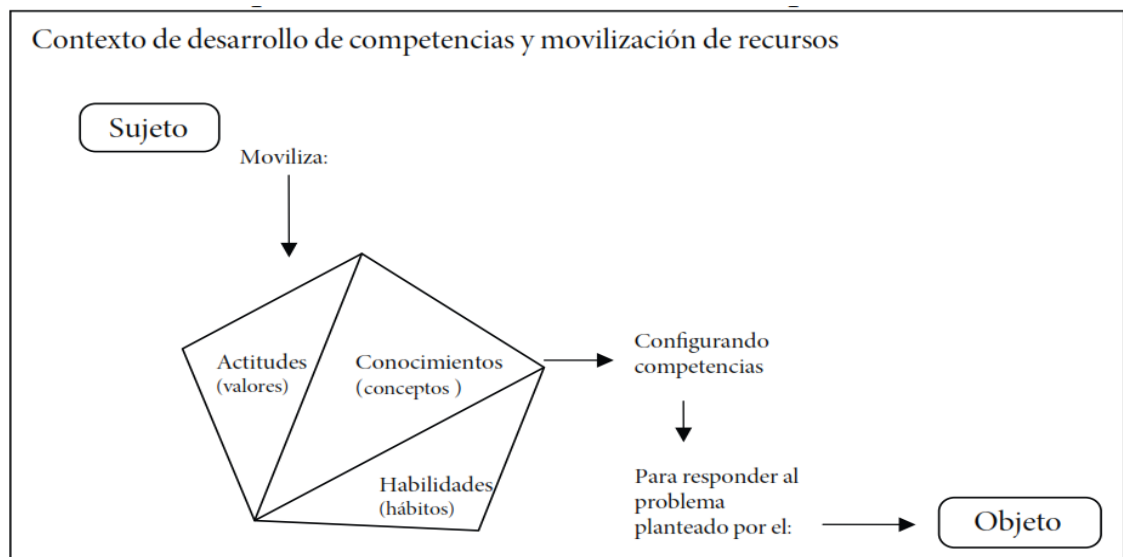 Contexto de desarrollo de competencias y movilización de recursos
Sujeto
Moviliza:
Actitudes
(valores)
Conocimientos
(conceptos )
Habilidades
(hábitos)
Configurando
competencias
Para responder al
problema
planteado por el:
Objeto